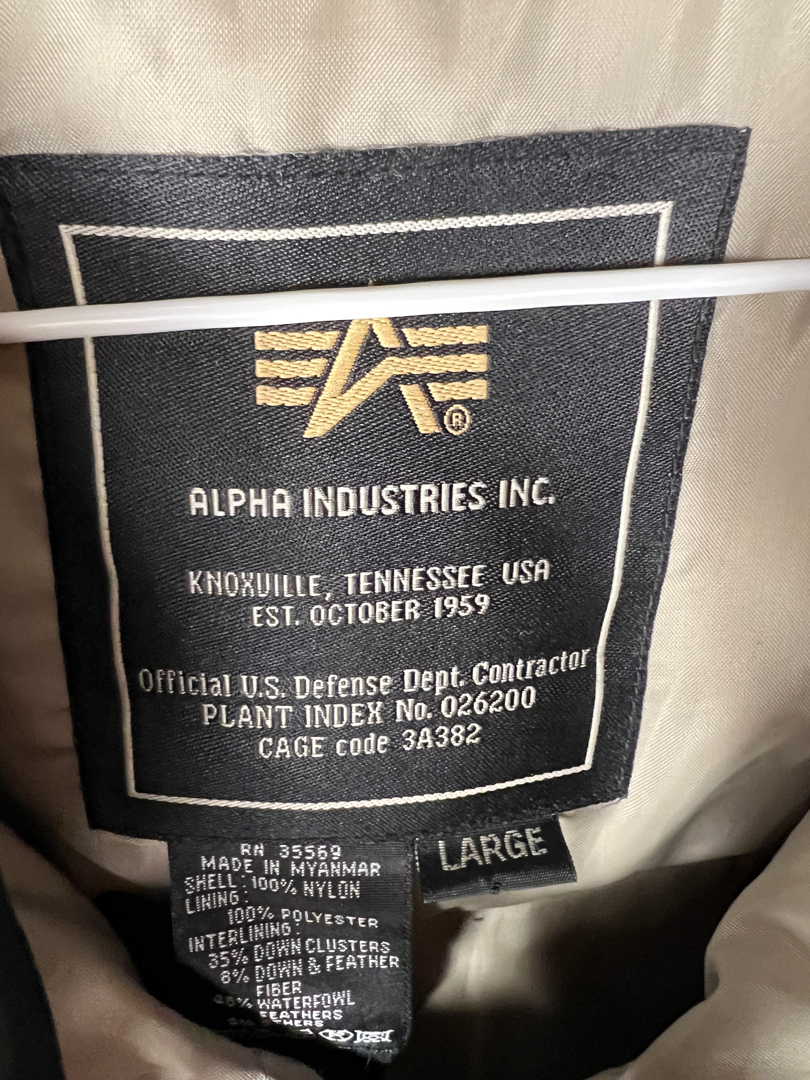 ®
ALPHA INDUSTRIES INC.
KNOXVILLE, TENNESSEE USA
EST. OCTOBER 1959
Official U.S. Defense Dept. Contractor
PLANT INDEX No. 026200
CAGE code 3A382
LARGE
RN 35569
MADE IN MYANMAR
SHELL: 100% NYLON
LINING:
100% POLYESTER
INTERLINING:
35% DOWN CLUSTERS
8% DOWN & FEATHER
FIBER
WATERFOWL
FEATHERS